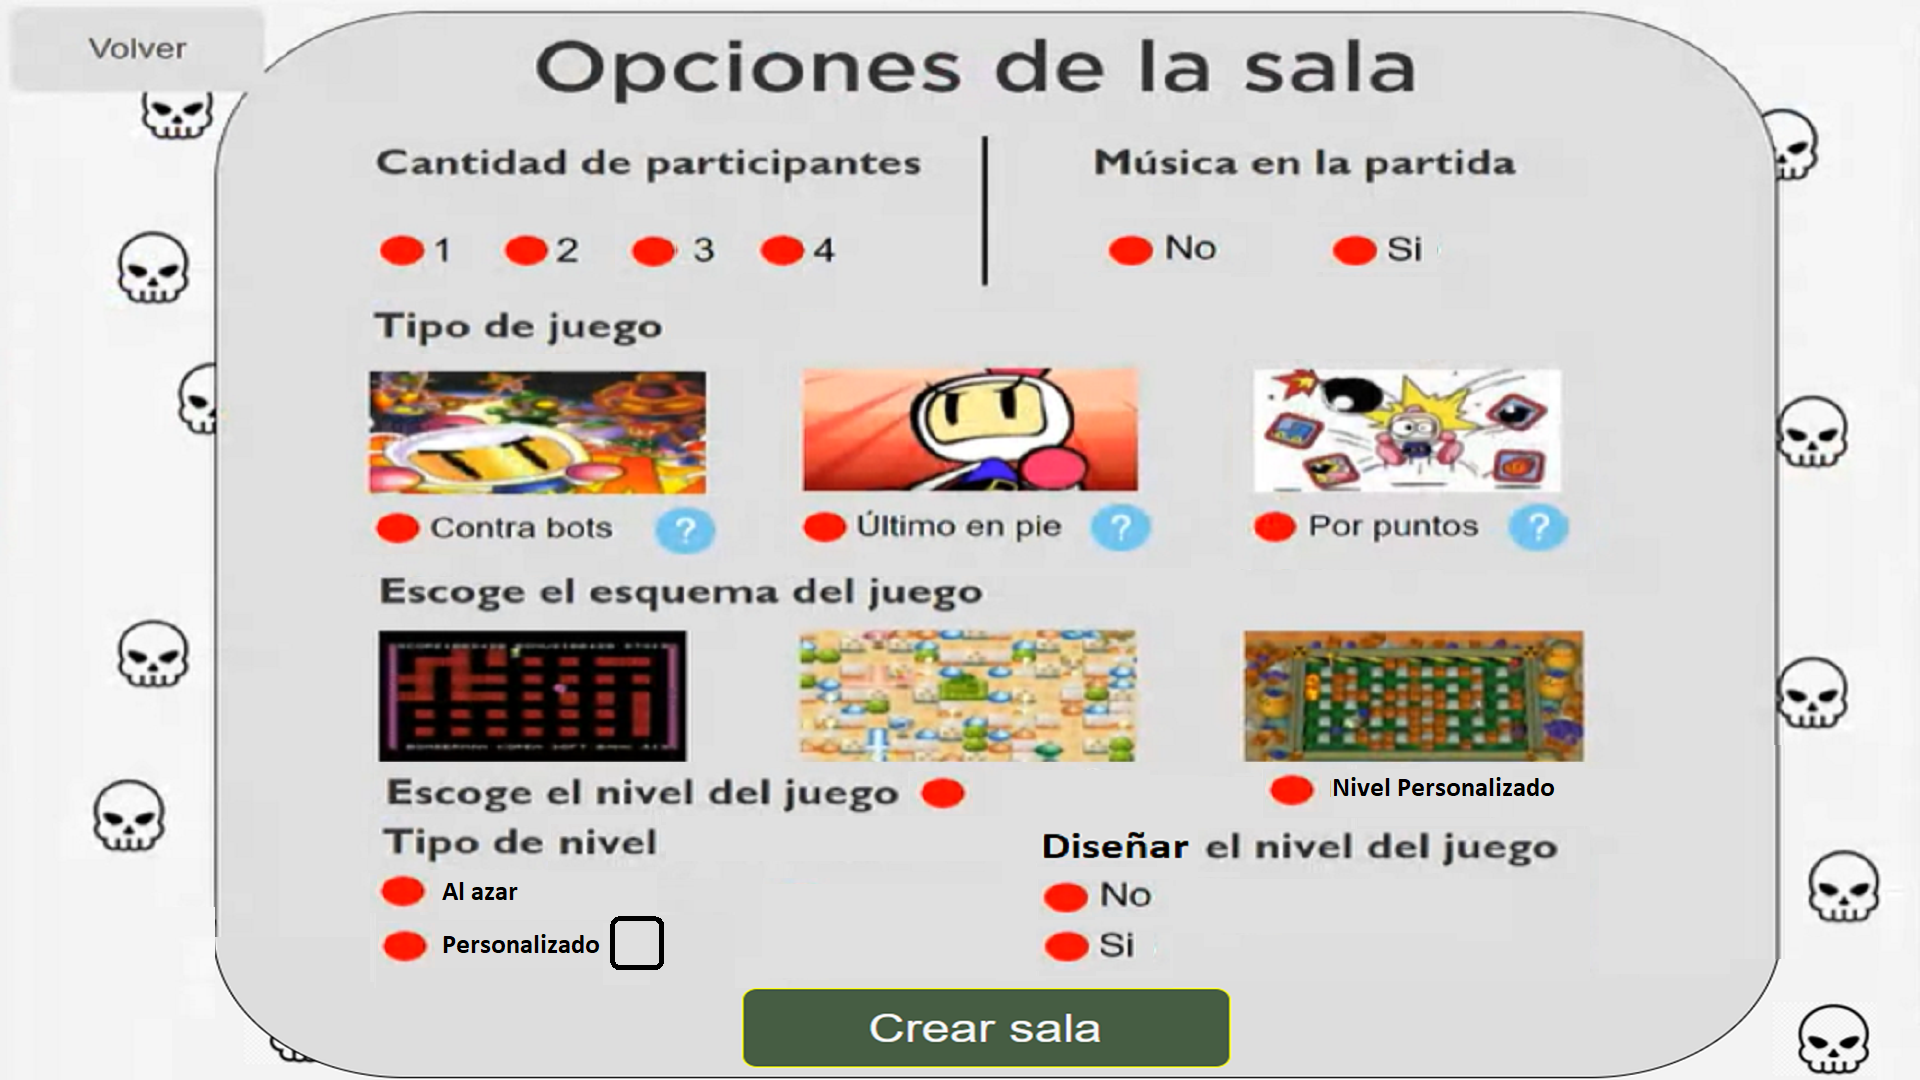 Volver
Opciones de la sala
Cantidad de participantes
Música en la partida
1 2 3 4
No Si
Tipo de juego
Contra bots ?
Último en pie ?
Por puntos ?
Escoge el esquema del juego
Escoge el nivel del juego
Nivel Personalizado
Tipo de nivel
Diseñar el nivel del juego
Al azar
No
Personalizado
Si
Crear sala